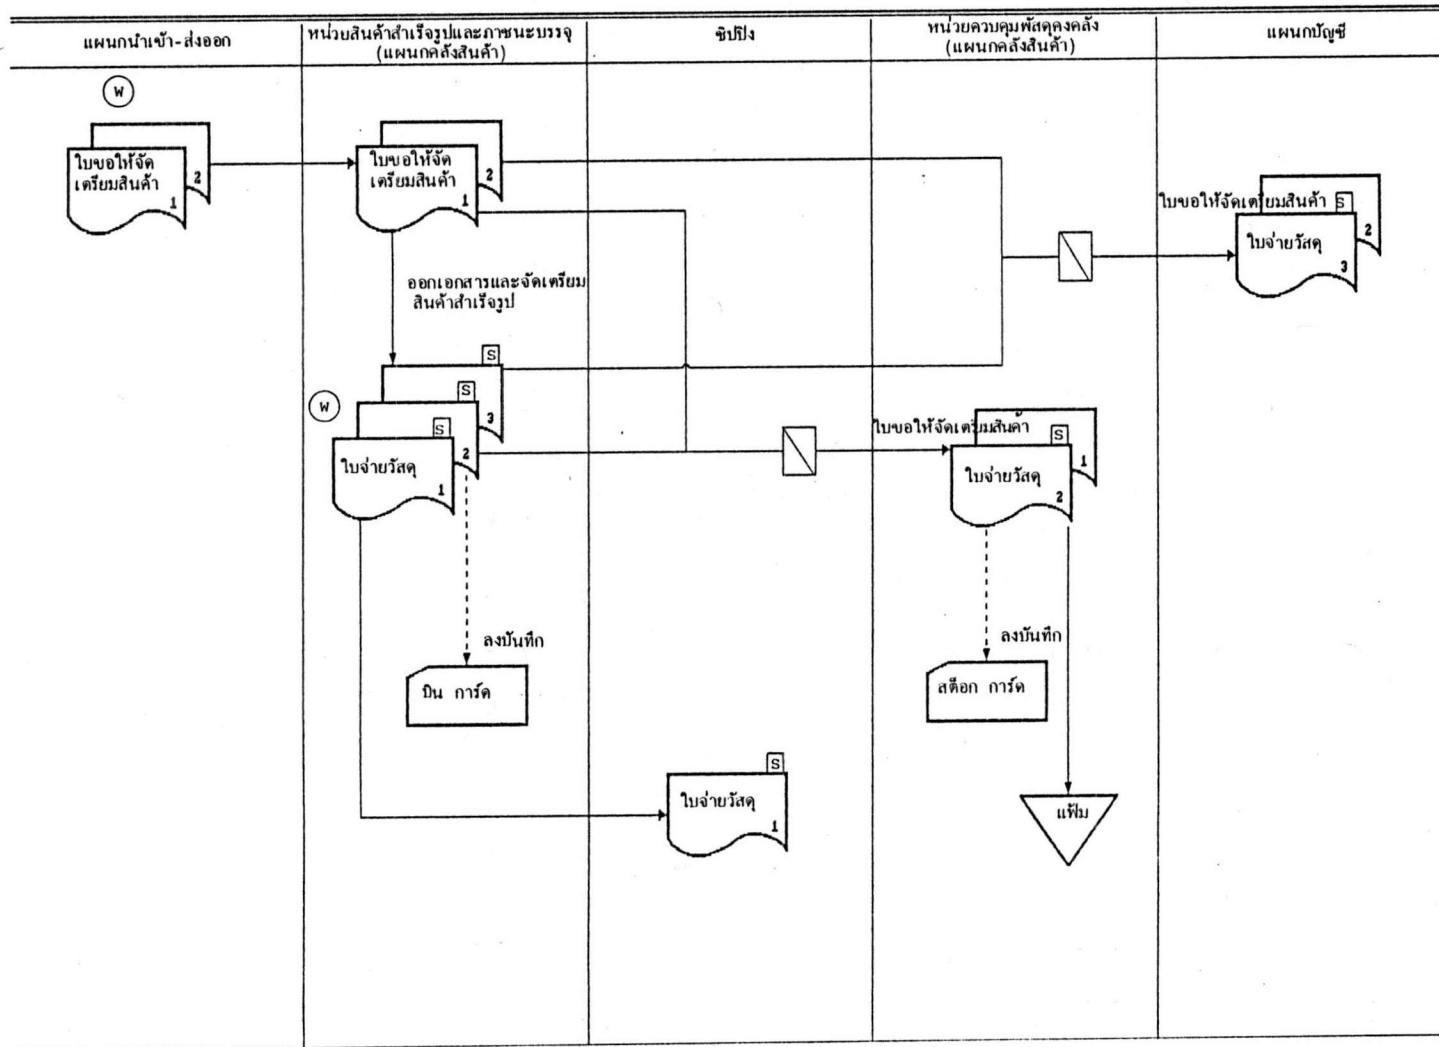 แผนกนำเข้า-ส่งออก
หน่วยสินค้าสำเร็จรูปและภาชนะบรรจุ
(แผนกคลังสินค้า)
ชิปปิง
หน่วยควบคุมพัสดุคงคลัง
(แผนกคลังสินค้า)
แผนกบัญชี
W
ใบขอให้จัด
เตรียมสินค้า
1
2
ใบขอให้จัด
เตรียมสินค้า
1
2
ใบขอให้จัดเตรียมสินค้า
S
2
ใบจ่ายวัสดุ
3
ออกเอกสารและจัดเตรียม
สินค้าสำเร็จรูป
S
W
S
3
S
2
ใบจ่ายวัสดุ
1
ใบขอให้จัดเตรียมสินค้า
S
1
ใบจ่ายวัสดุ
2
ลงบันทึก
ลงบันทึก
บิน การ์ด
สต็อก การ์ด
S
ใบจ่ายวัสดุ
1
แฟ้ม